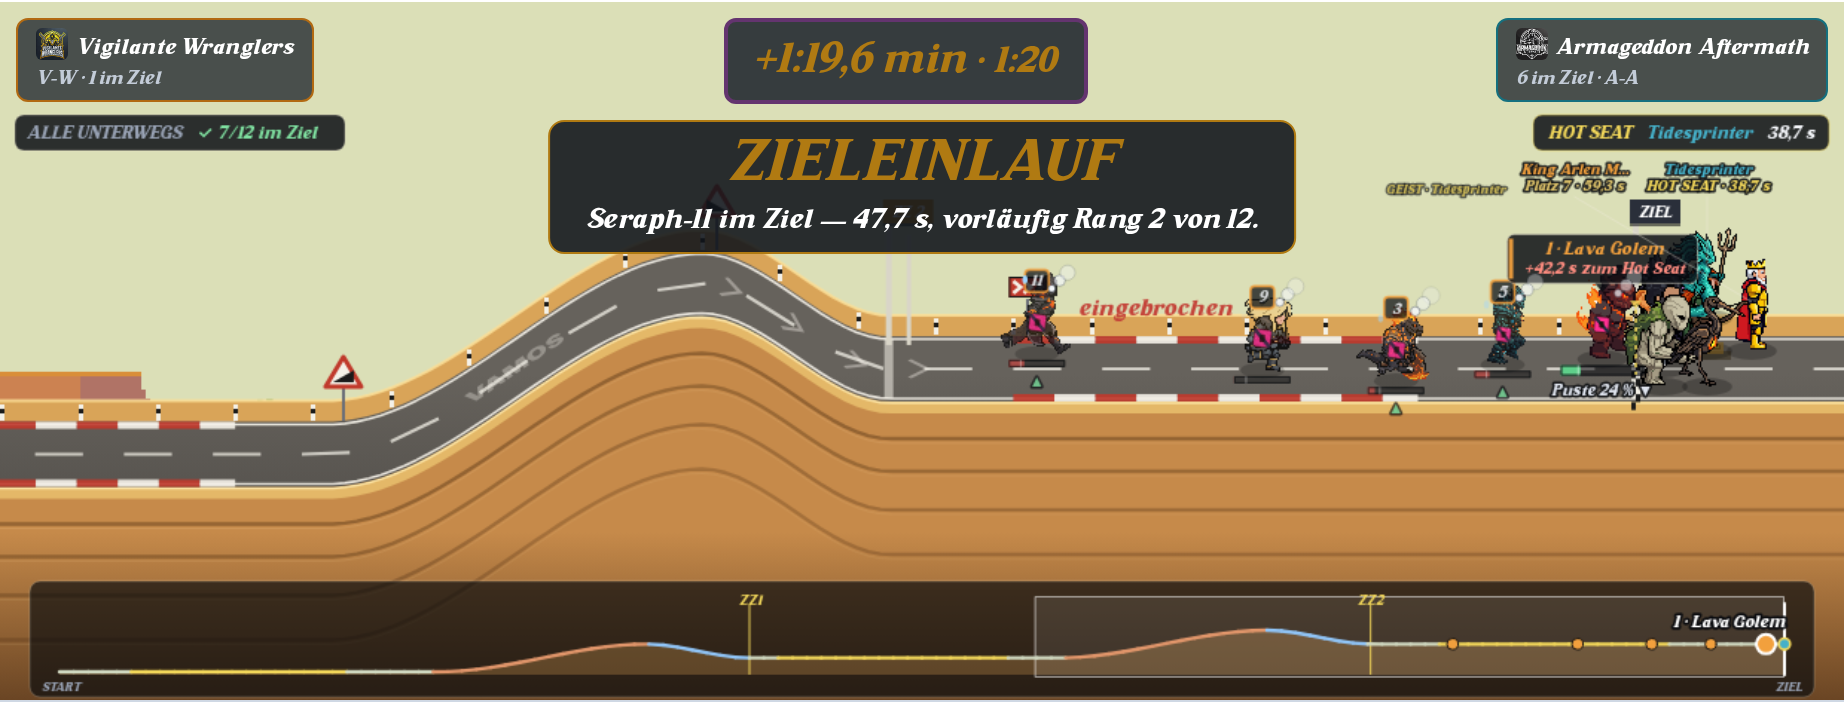 Vigilante Wranglers
V-W · 1 im Ziel
ALLE UNTERWEGS ✓ 7/12 im Ziel
+1:19,6 min · 1:20
ZIELEINLAUF
Seraph-11 im Ziel — 47,7 s, vorläufig Rang 2 von 12.
Armageddon Aftermath
6 im Ziel · A-A
HOT SEAT Tidesprinter 38,7 s
King Arlen M...
Platz 7 · 59,3 s
Tidesprinter
HOT SEAT · 38,7 s
GEIST · Tidesprinter
ZIEL
1 · Lava Golem
+42,2 s zum Hot Seat
11
eingebrochen
9
3
5
Puste 24 %
VAMOS
ZZ1
ZZ2
1 · Lava Golem
START
ZIEL